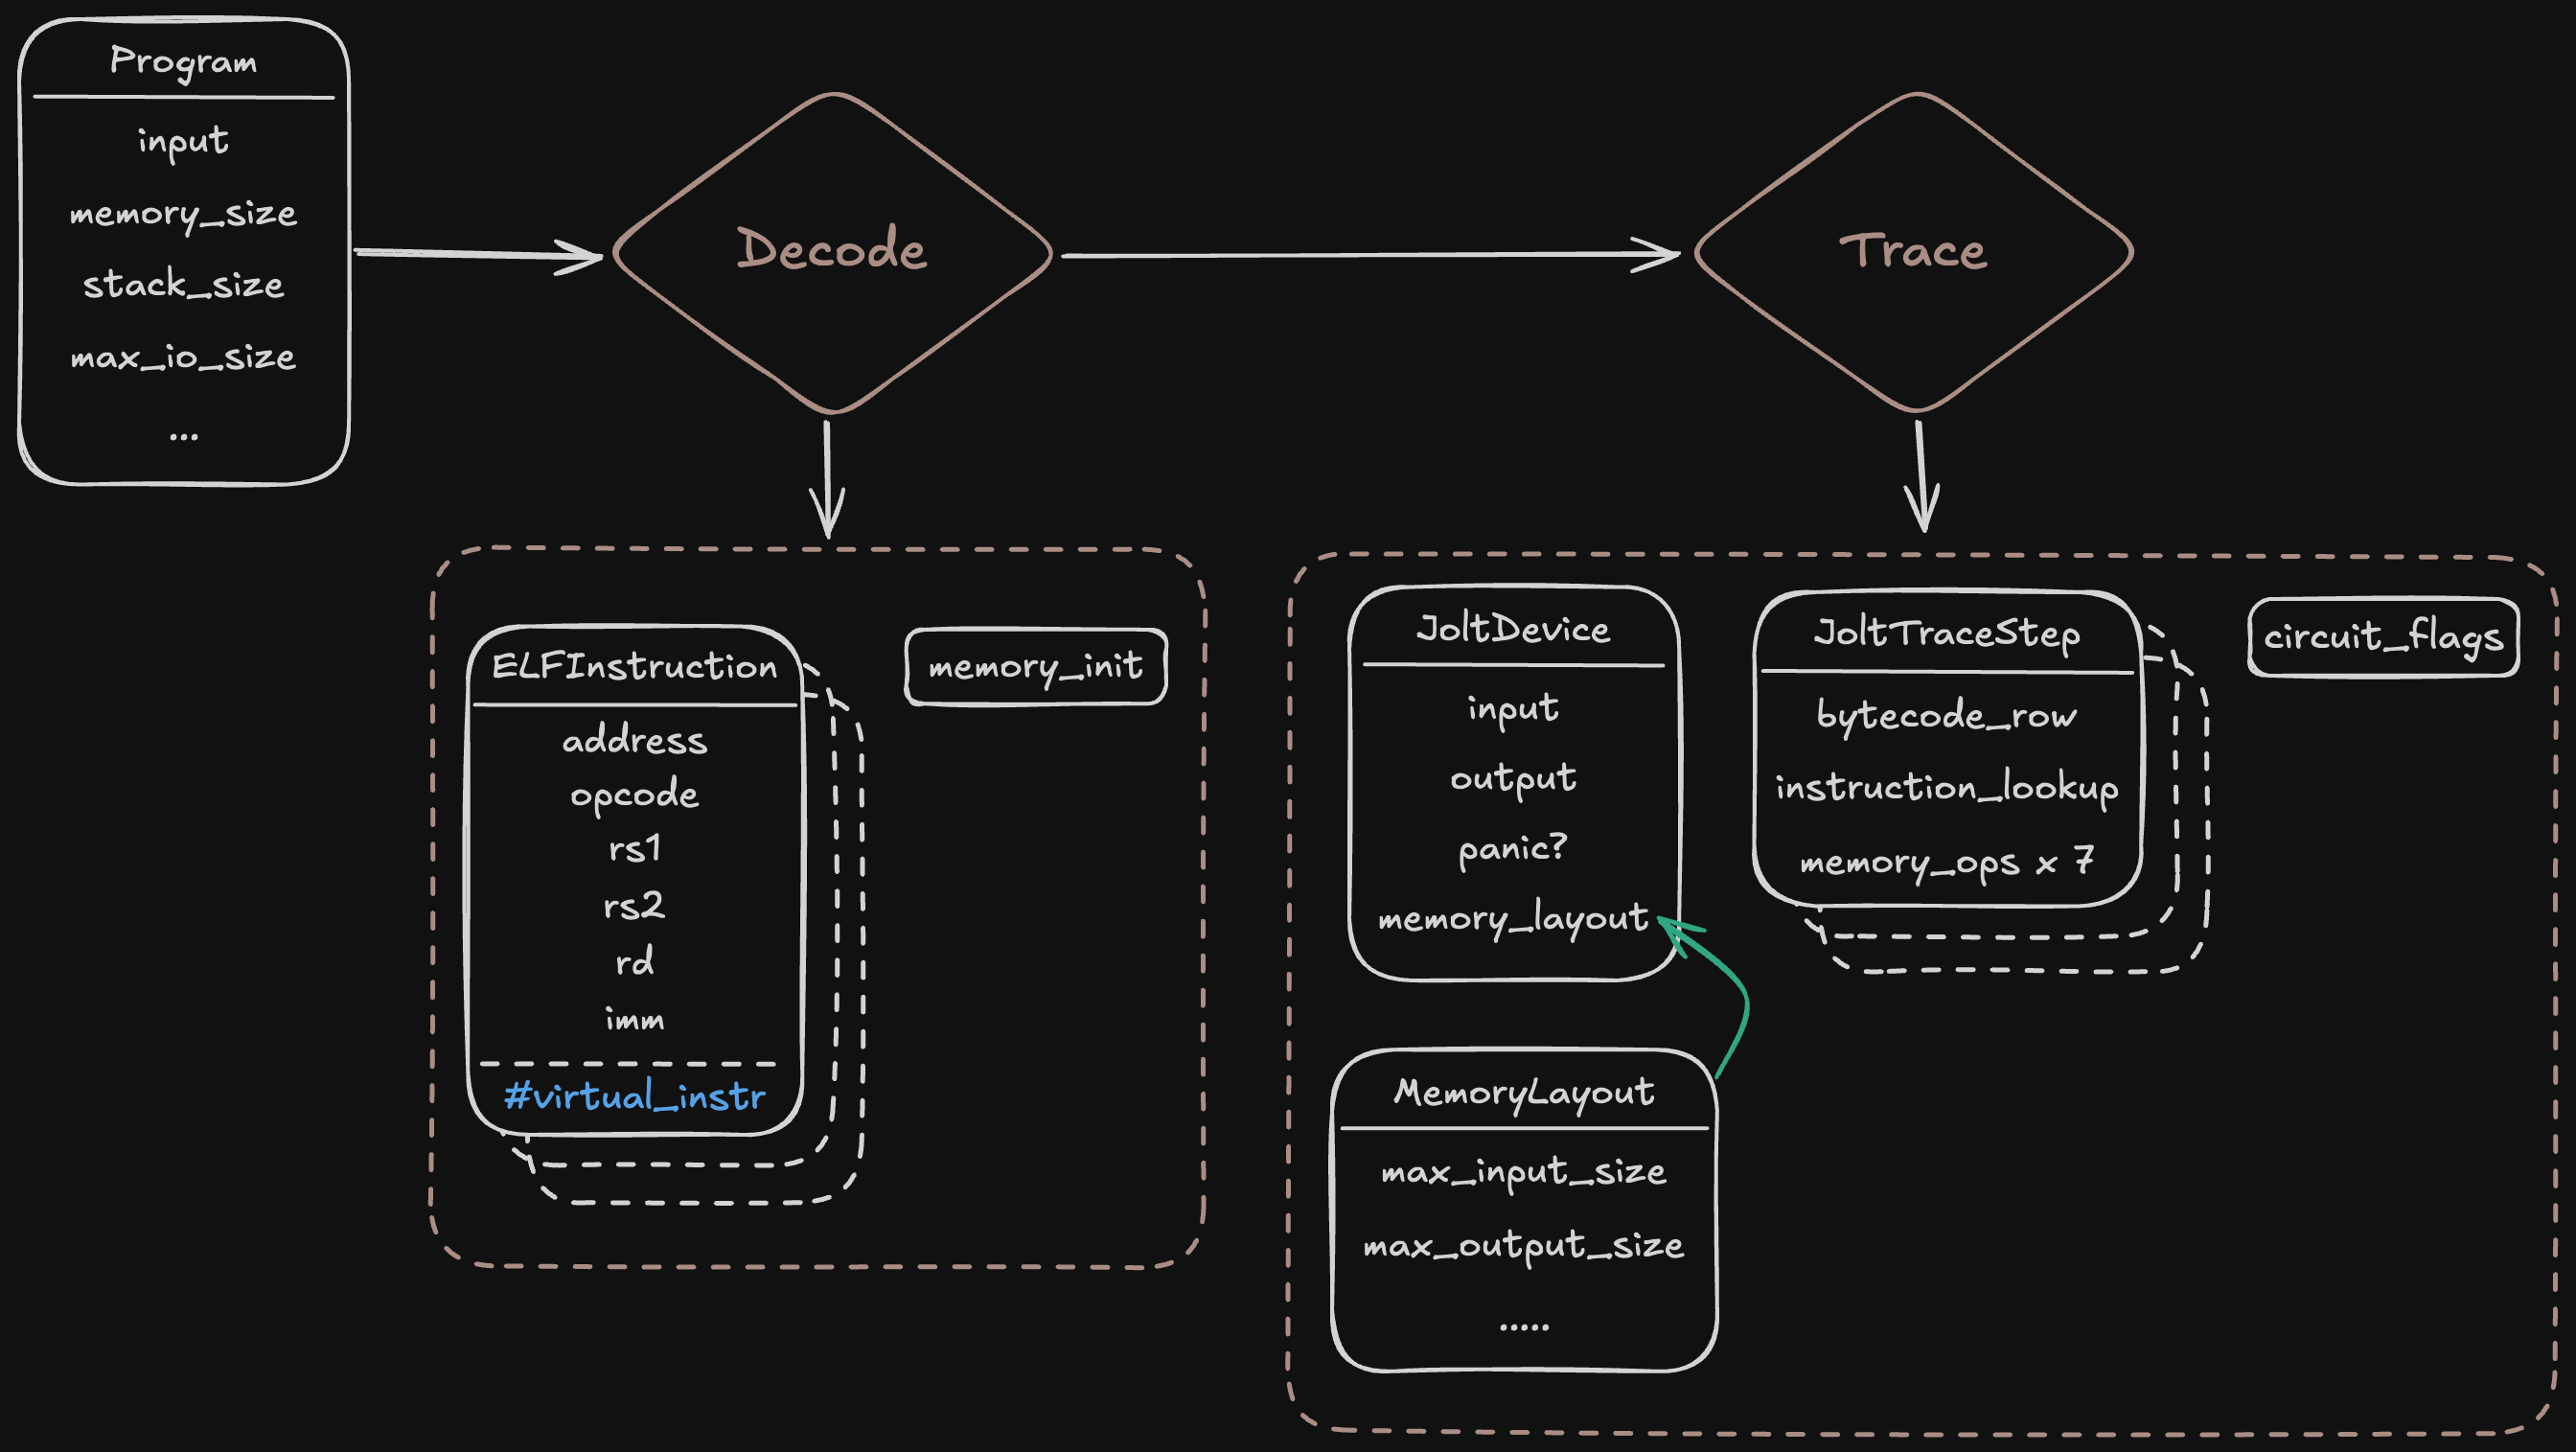 Program
input
memory_size
stack_size
max_io_size
...
Decode
Trace
ELFInstruction
address
opcode
rs1
rs2
rd
imm
#virtual_instr
memory_init
JoltDevice
input
output
panic?
memory_layout
JoltTraceStep
bytecode_row
instruction_lookup
memory_ops x 7
circuit_flags
MemoryLayout
max_input_size
max_output_size
.....